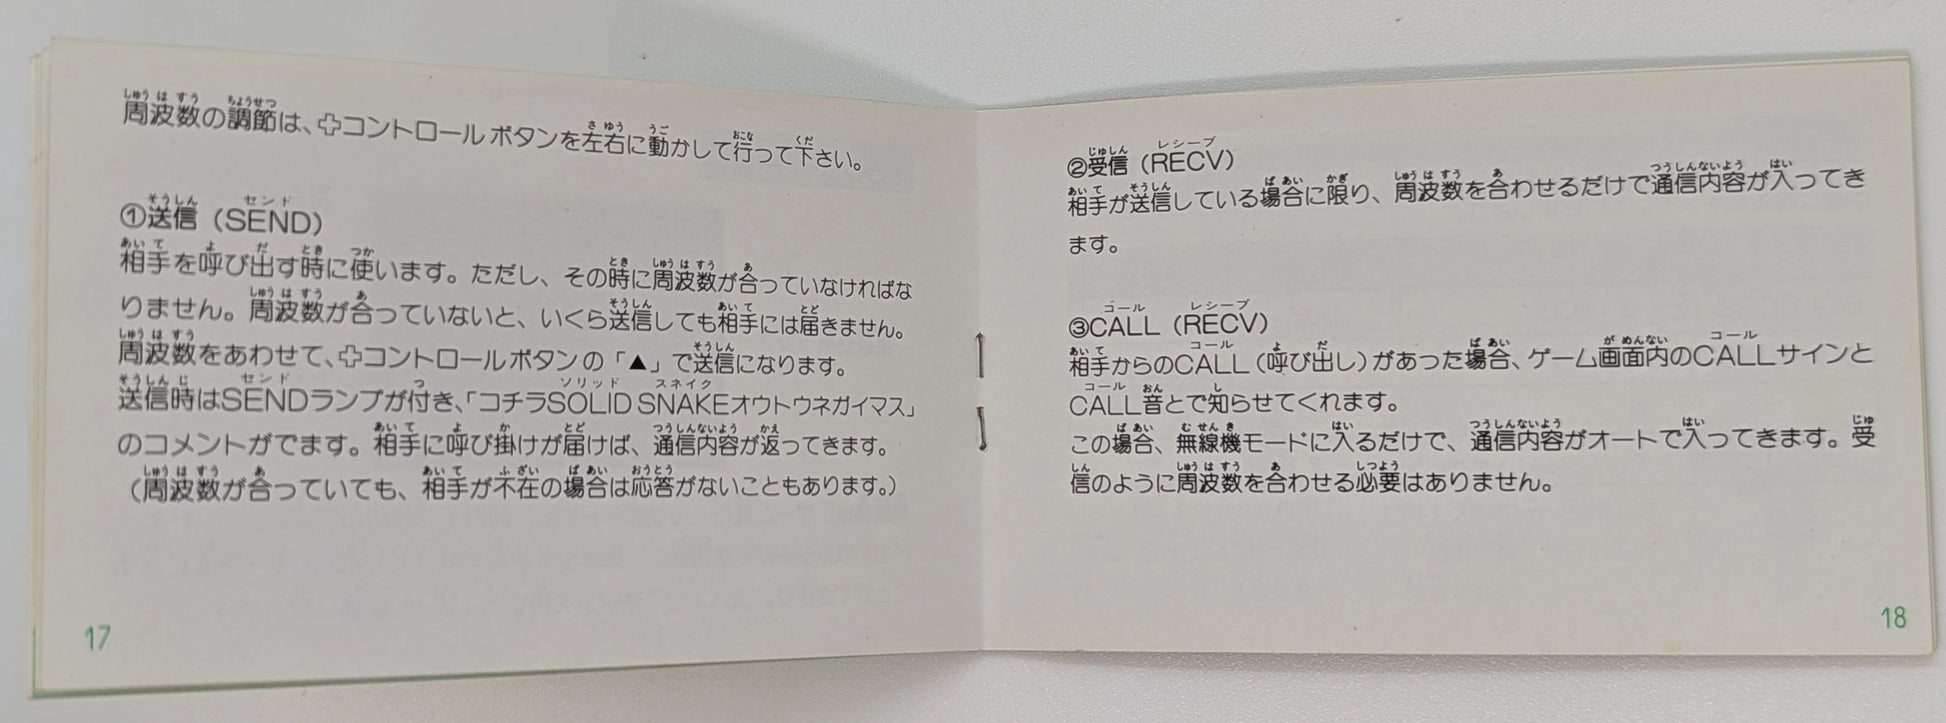 周波数の調節は、✚コントロールボタンを左右に動かして行って下さい。
①送信（SEND）
相手を呼び出す時に使います。ただし、その時に周波数が合っていなければな
りません。周波数が合っていないと、いくら送信しても相手には届きません。
周波数をあわせて、✚コントロールボタンの「▲」で送信になります。
送信時はSENDランプが付き、「コチラSOLID SNAKEオウトウネガイマス」
のコメントがでます。相手に呼び掛けが届けば、通信内容が返ってきます。
（周波数が合っていても、相手が不在の場合は応答がないこともあります。）
17
②受信（RECV）
相手が送信している場合に限り、周波数を合わせるだけで通信内容が入ってき
ます。
③CALL（RECV）
相手からのCALL（呼び出し）があった場合、ゲーム画面内のCALLサインと
CALL音とで知らせてくれます。
この場合、無線機モードに入るだけで、通信内容がオートで入ってきます。受
信のように周波数を合わせる必要はありません。
18